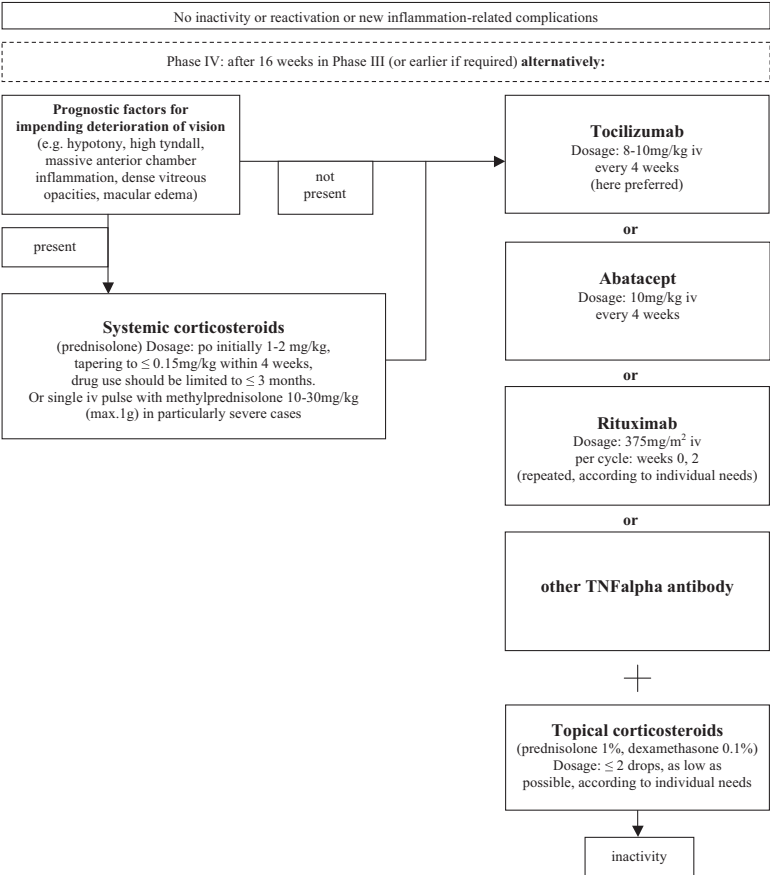 No inactivity or reactivation or new inflammation-related complications
Phase IV: after 16 weeks in Phase III (or earlier if required) alternatively:
Prognostic factors for
impending deterioration of vision
(e.g. hypotony, high tyndall,
massive anterior chamber
inflammation, dense vitreous
opacities, macular edema)
not
present
present
Systemic corticosteroids
(prednisolone) Dosage: po initially 1-2 mg/kg,
tapering to ≤ 0.15mg/kg within 4 weeks,
drug use should be limited to ≤ 3 months.
Or single iv pulse with methylprednisolone 10-30mg/kg
(max.1g) in particularly severe cases
Tocilizumab
Dosage: 8-10mg/kg iv
every 4 weeks
(here preferred)
or
Abatacept
Dosage: 10mg/kg iv
every 4 weeks
or
Rituximab
Dosage: 375mg/m² iv
per cycle: weeks 0, 2
(repeated, according to individual needs)
or
other TNFalpha antibody
+
Topical corticosteroids
(prednisolone 1%, dexamethasone 0.1%)
Dosage: ≤ 2 drops, as low as
possible, according to individual needs
inactivity